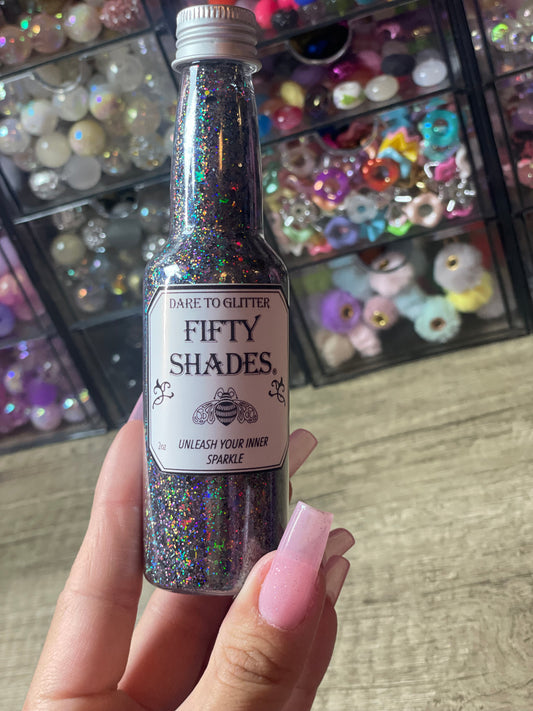 DARE TO GLITTER
FIFTY
SHADES®
2oz UNLEASH YOUR INNER
SPARKLE